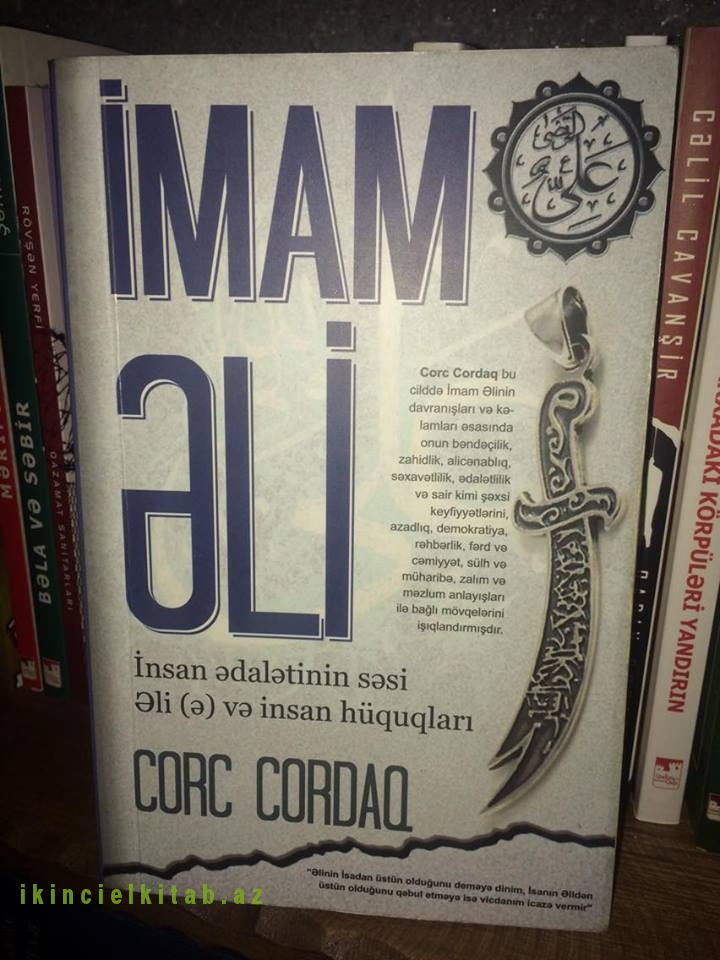 İMAM
ƏLİ
Corc Cordaq bu
cilddə İmam Əlinin
davranışları və kə-
lamları əsasında
onun bəndəçilik,
zahidlik, alicənablıq,
səxavətlilik, ədalətlilik
və sair kimi şəxsi
keyfiyyətlərini,
azadlıq, demokratiya,
rəhbərlik, fərd və
cəmiyyət, sülh və
müharibə, zalım və
məzlum anlayışları
ilə bağlı mövqelərini
işıqlandırmışdır.
İnsan ədalətinin səsi
Əli (ə) və insan hüquqları
CORC CORDAQ
"Əlinin İsadan üstün olduğunu deməyə dinim, İsanın Əlidən
üstün olduğunu qəbul etməyə isə vicdanım icazə vermir"
ikincielkitab.az
ROVŞƏN YERFİ
BƏLA VƏ SƏBİR
QAZAMAT SANİTARLARI
CƏLİL CAVANŞİR
KÖRPÜLƏRİ YANDIRIN